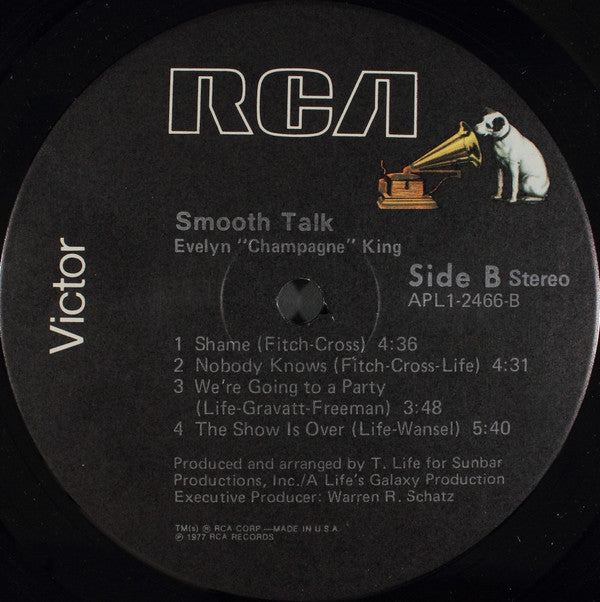 RCA
Smooth Talk
Evelyn "Champagne" King
Victor
Side B Stereo
APL1-2466-B
1 Shame (Fitch-Cross) 4:36
2 Nobody Knows (Fitch-Cross-Life) 4:31
3 We're Going to a Party
(Life-Gravatt-Freeman) 3:48
4 The Show Is Over (Life-Wansel) 5:40
Produced and arranged by T. Life for Sunbar
Productions, Inc./A Life's Galaxy Production
Executive Producer: Warren R. Schatz
TM(s) ® RCA CORP.—MADE IN U.S.A.
℗ 1977 RCA RECORDS